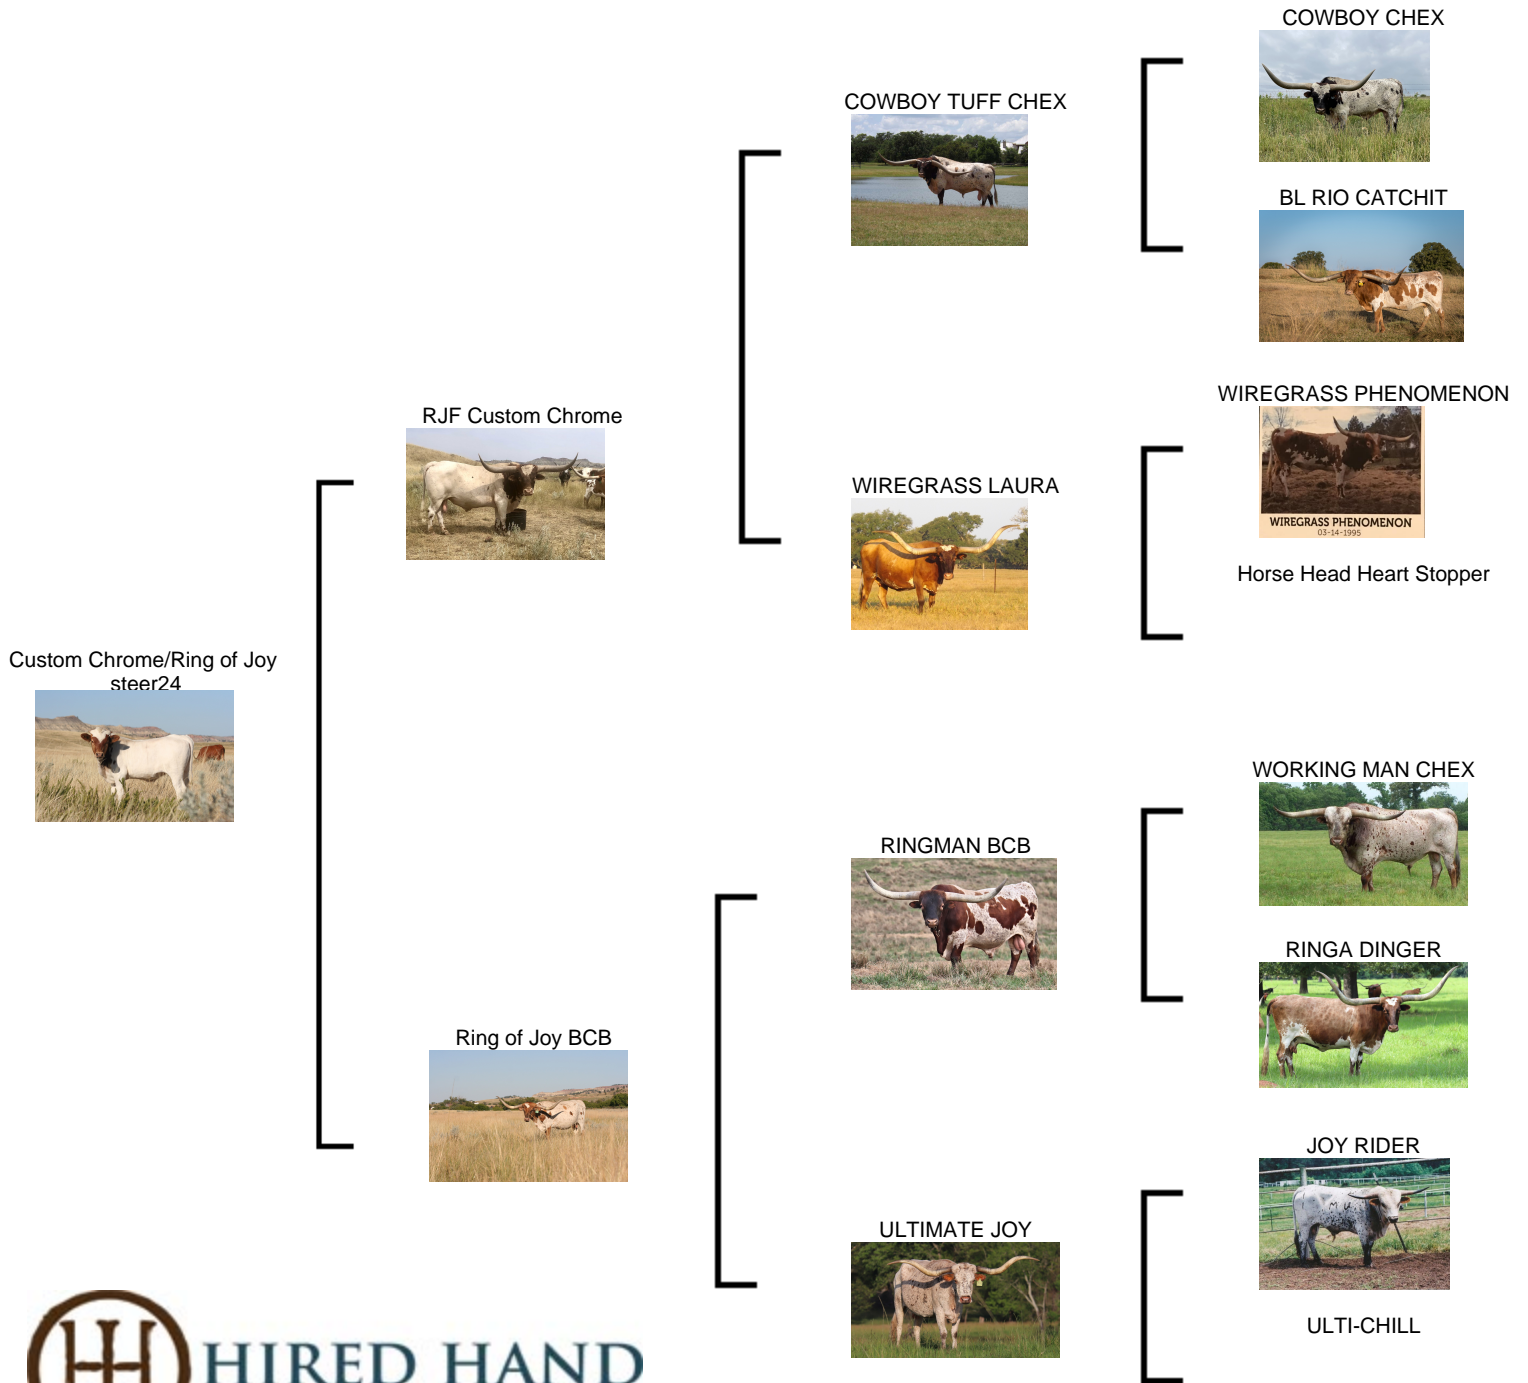 COWBOY CHEX
COWBOY TUFF CHEX
BL RIO CATCHIT
WIREGRASS PHENOMENON
RJF Custom Chrome
WIREGRASS LAURA
WIREGRASS PHENOMENON
03-14-1995
Horse Head Heart Stopper
Custom Chrome/Ring of Joy
steer24
WORKING MAN CHEX
RINGMAN BCB
RINGA DINGER
Ring of Joy BCB
JOY RIDER
ULTIMATE JOY
ULTI-CHILL
HIRED HAND